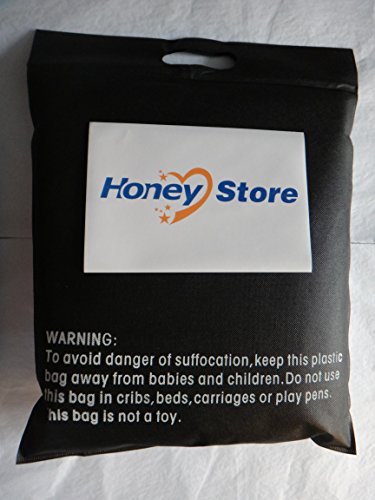 Honey Store
WARNING:
To avoid danger of suffocation,keep this plastic
bag away from babies and children.Do not use
this bag in cribs,beds,carriages or play pens.
This bag is not a toy.